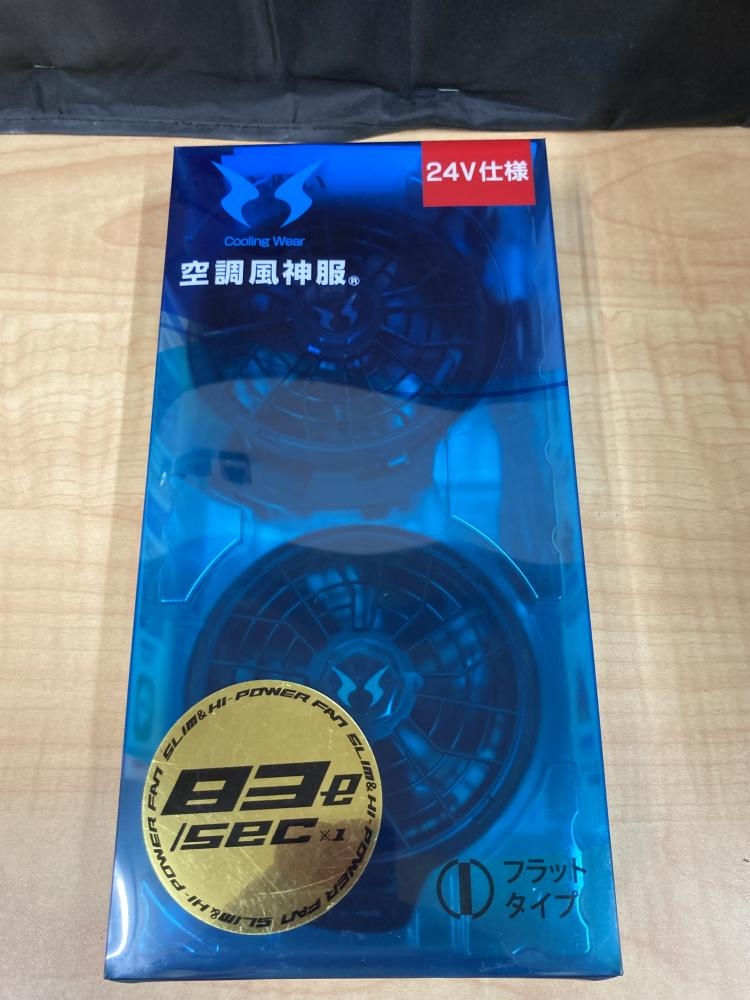 24V仕様
Cooling Wear
空調風神服®
SLIM & HI-POWER FAN SLIM & HI-POWER FAN SLIM & HI-POWER FAN
83ℓ
/sec※1
フラット
タイプ